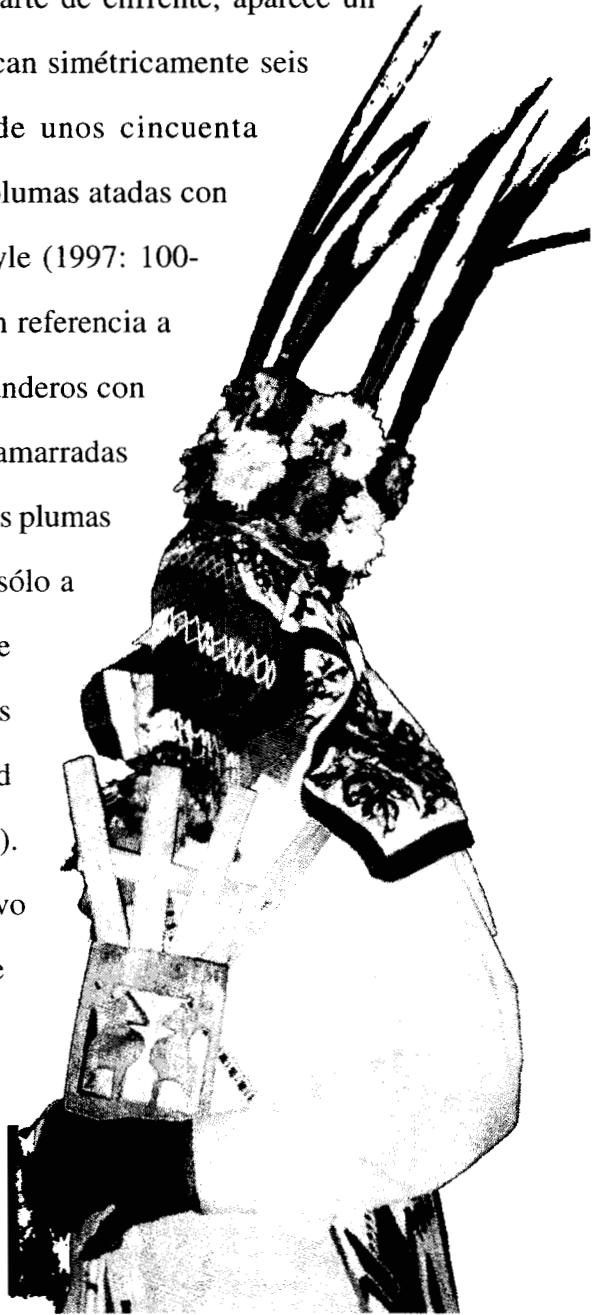 arte de enfrente, aparece un
can simétricamente seis
de unos cincuenta
plumas atadas con
yle (1997: 100-
n referencia a
nderos con
amarradas
s plumas
sólo a
e
s
d
).
vo
e